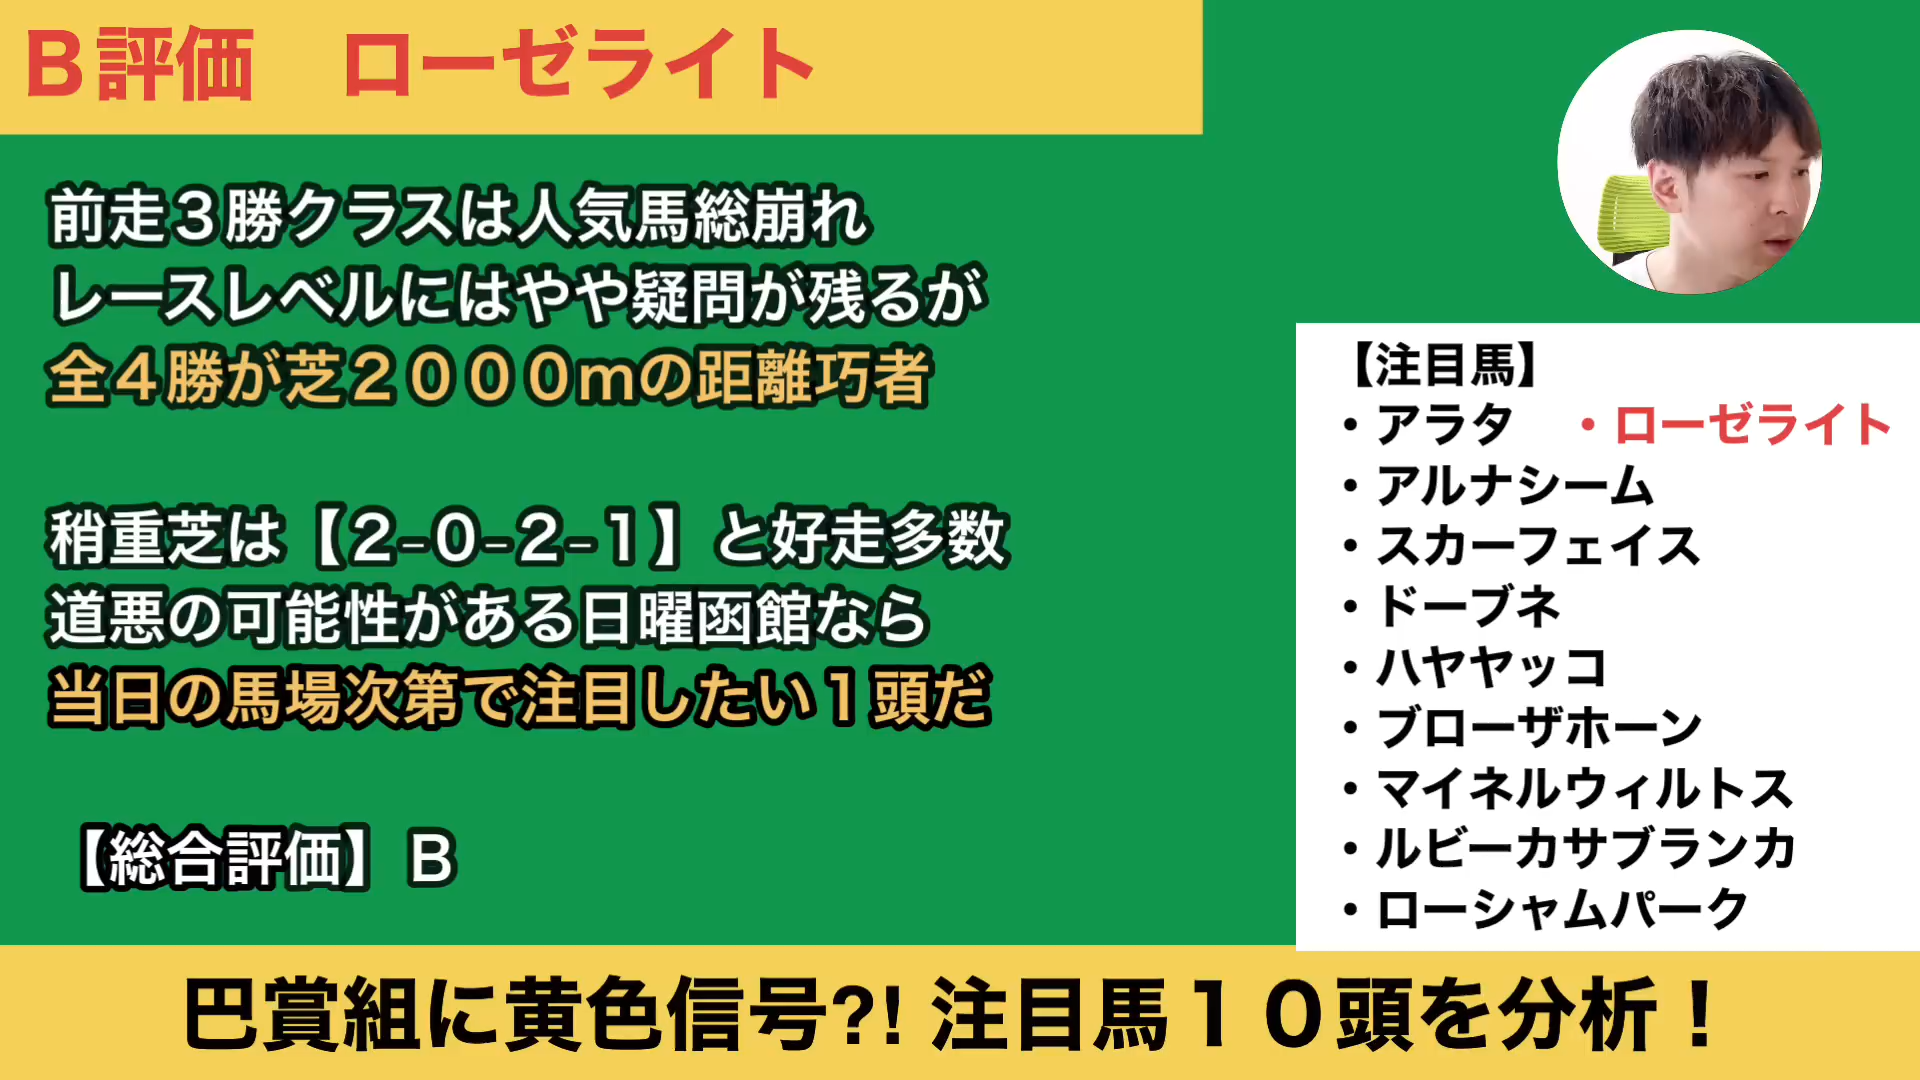 B評価　ローゼライト
前走3勝クラスは人気馬総崩れ
レースレベルにはやや疑問が残るが
全4勝が芝2000mの距離巧者
稍重芝は【2-0-2-1】と好走多数
道悪の可能性がある日曜函館なら
当日の馬場次第で注目したい1頭だ
【総合評価】B
【注目馬】
・アラタ　・ローゼライト
・アルナシーム
・スカーフェイス
・ドーブネ
・ハヤヤッコ
・ブローザホーン
・マイネルウィルトス
・ルビーカサブランカ
・ローシャムパーク
巴賞組に黄色信号?! 注目馬10頭を分析！